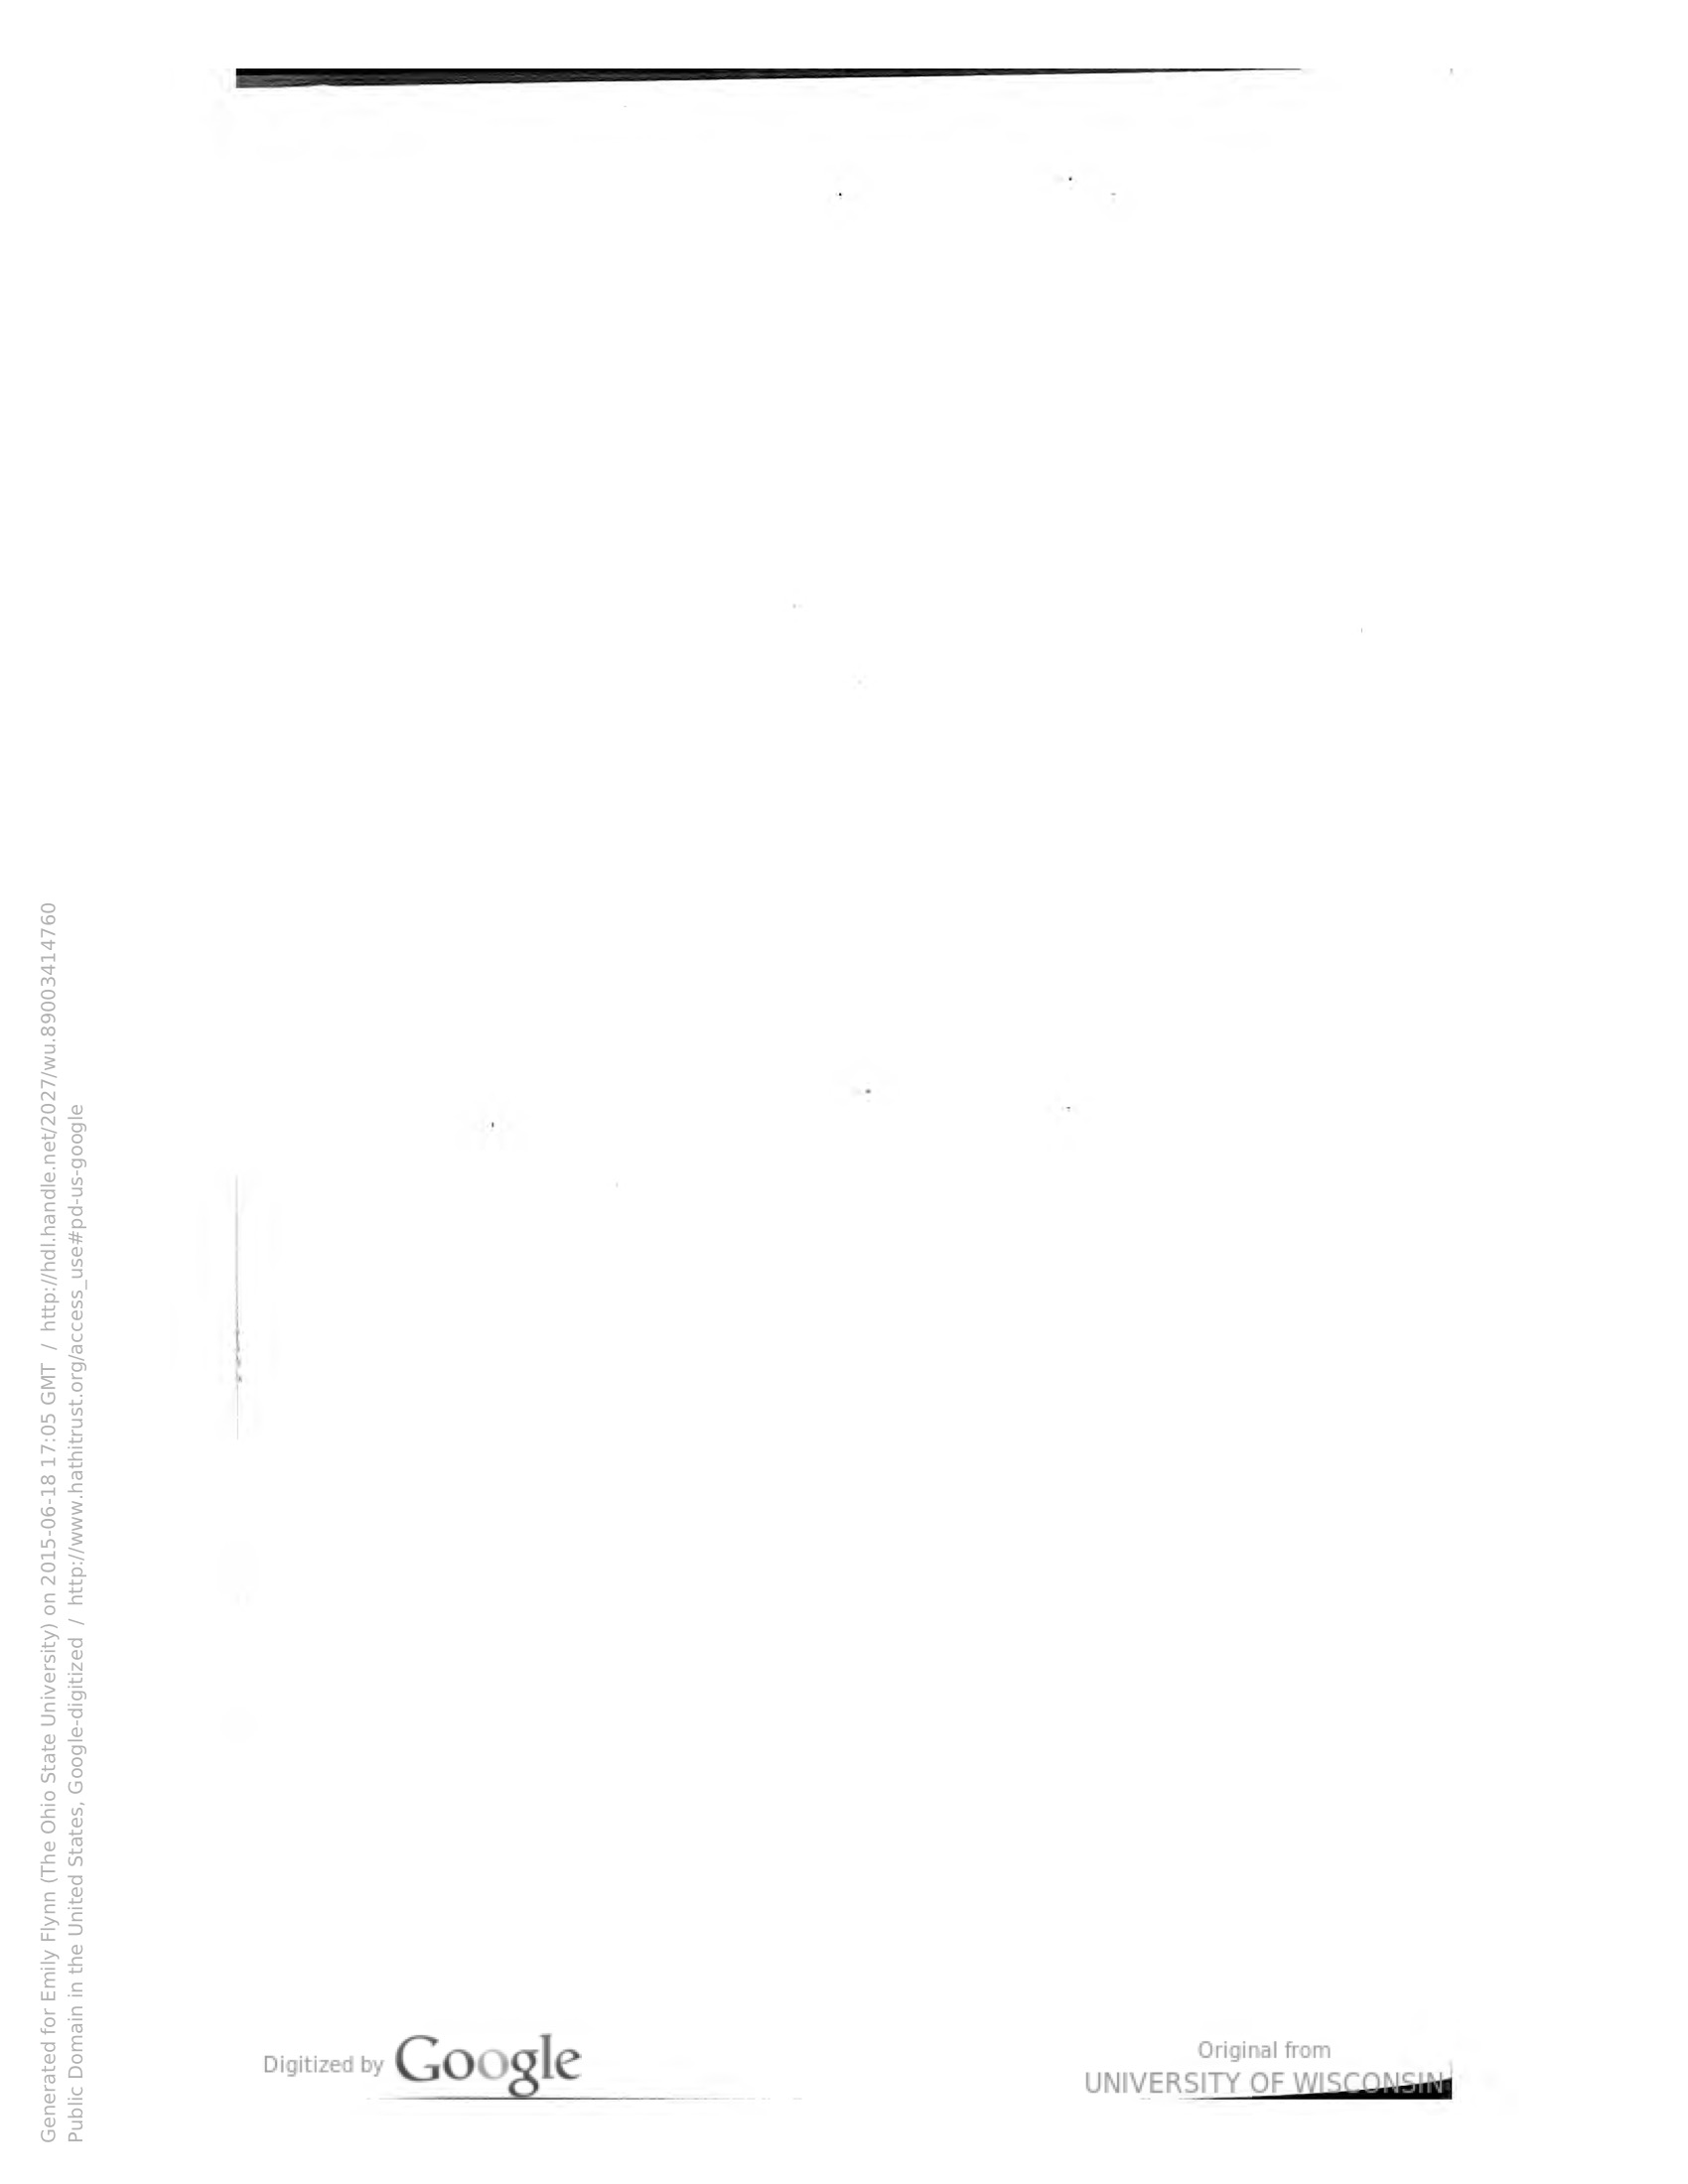 Generated for Emily Flynn (The Ohio State University) on 2015-06-18 17:05 GMT / http://hdl.handle.net/2027/wu.89003414760
Public Domain in the United States, Google-digitized / http://www.hathitrust.org/access_use#pd-us-google
Digitized by Google
Original from
UNIVERSITY OF WISCONSIN